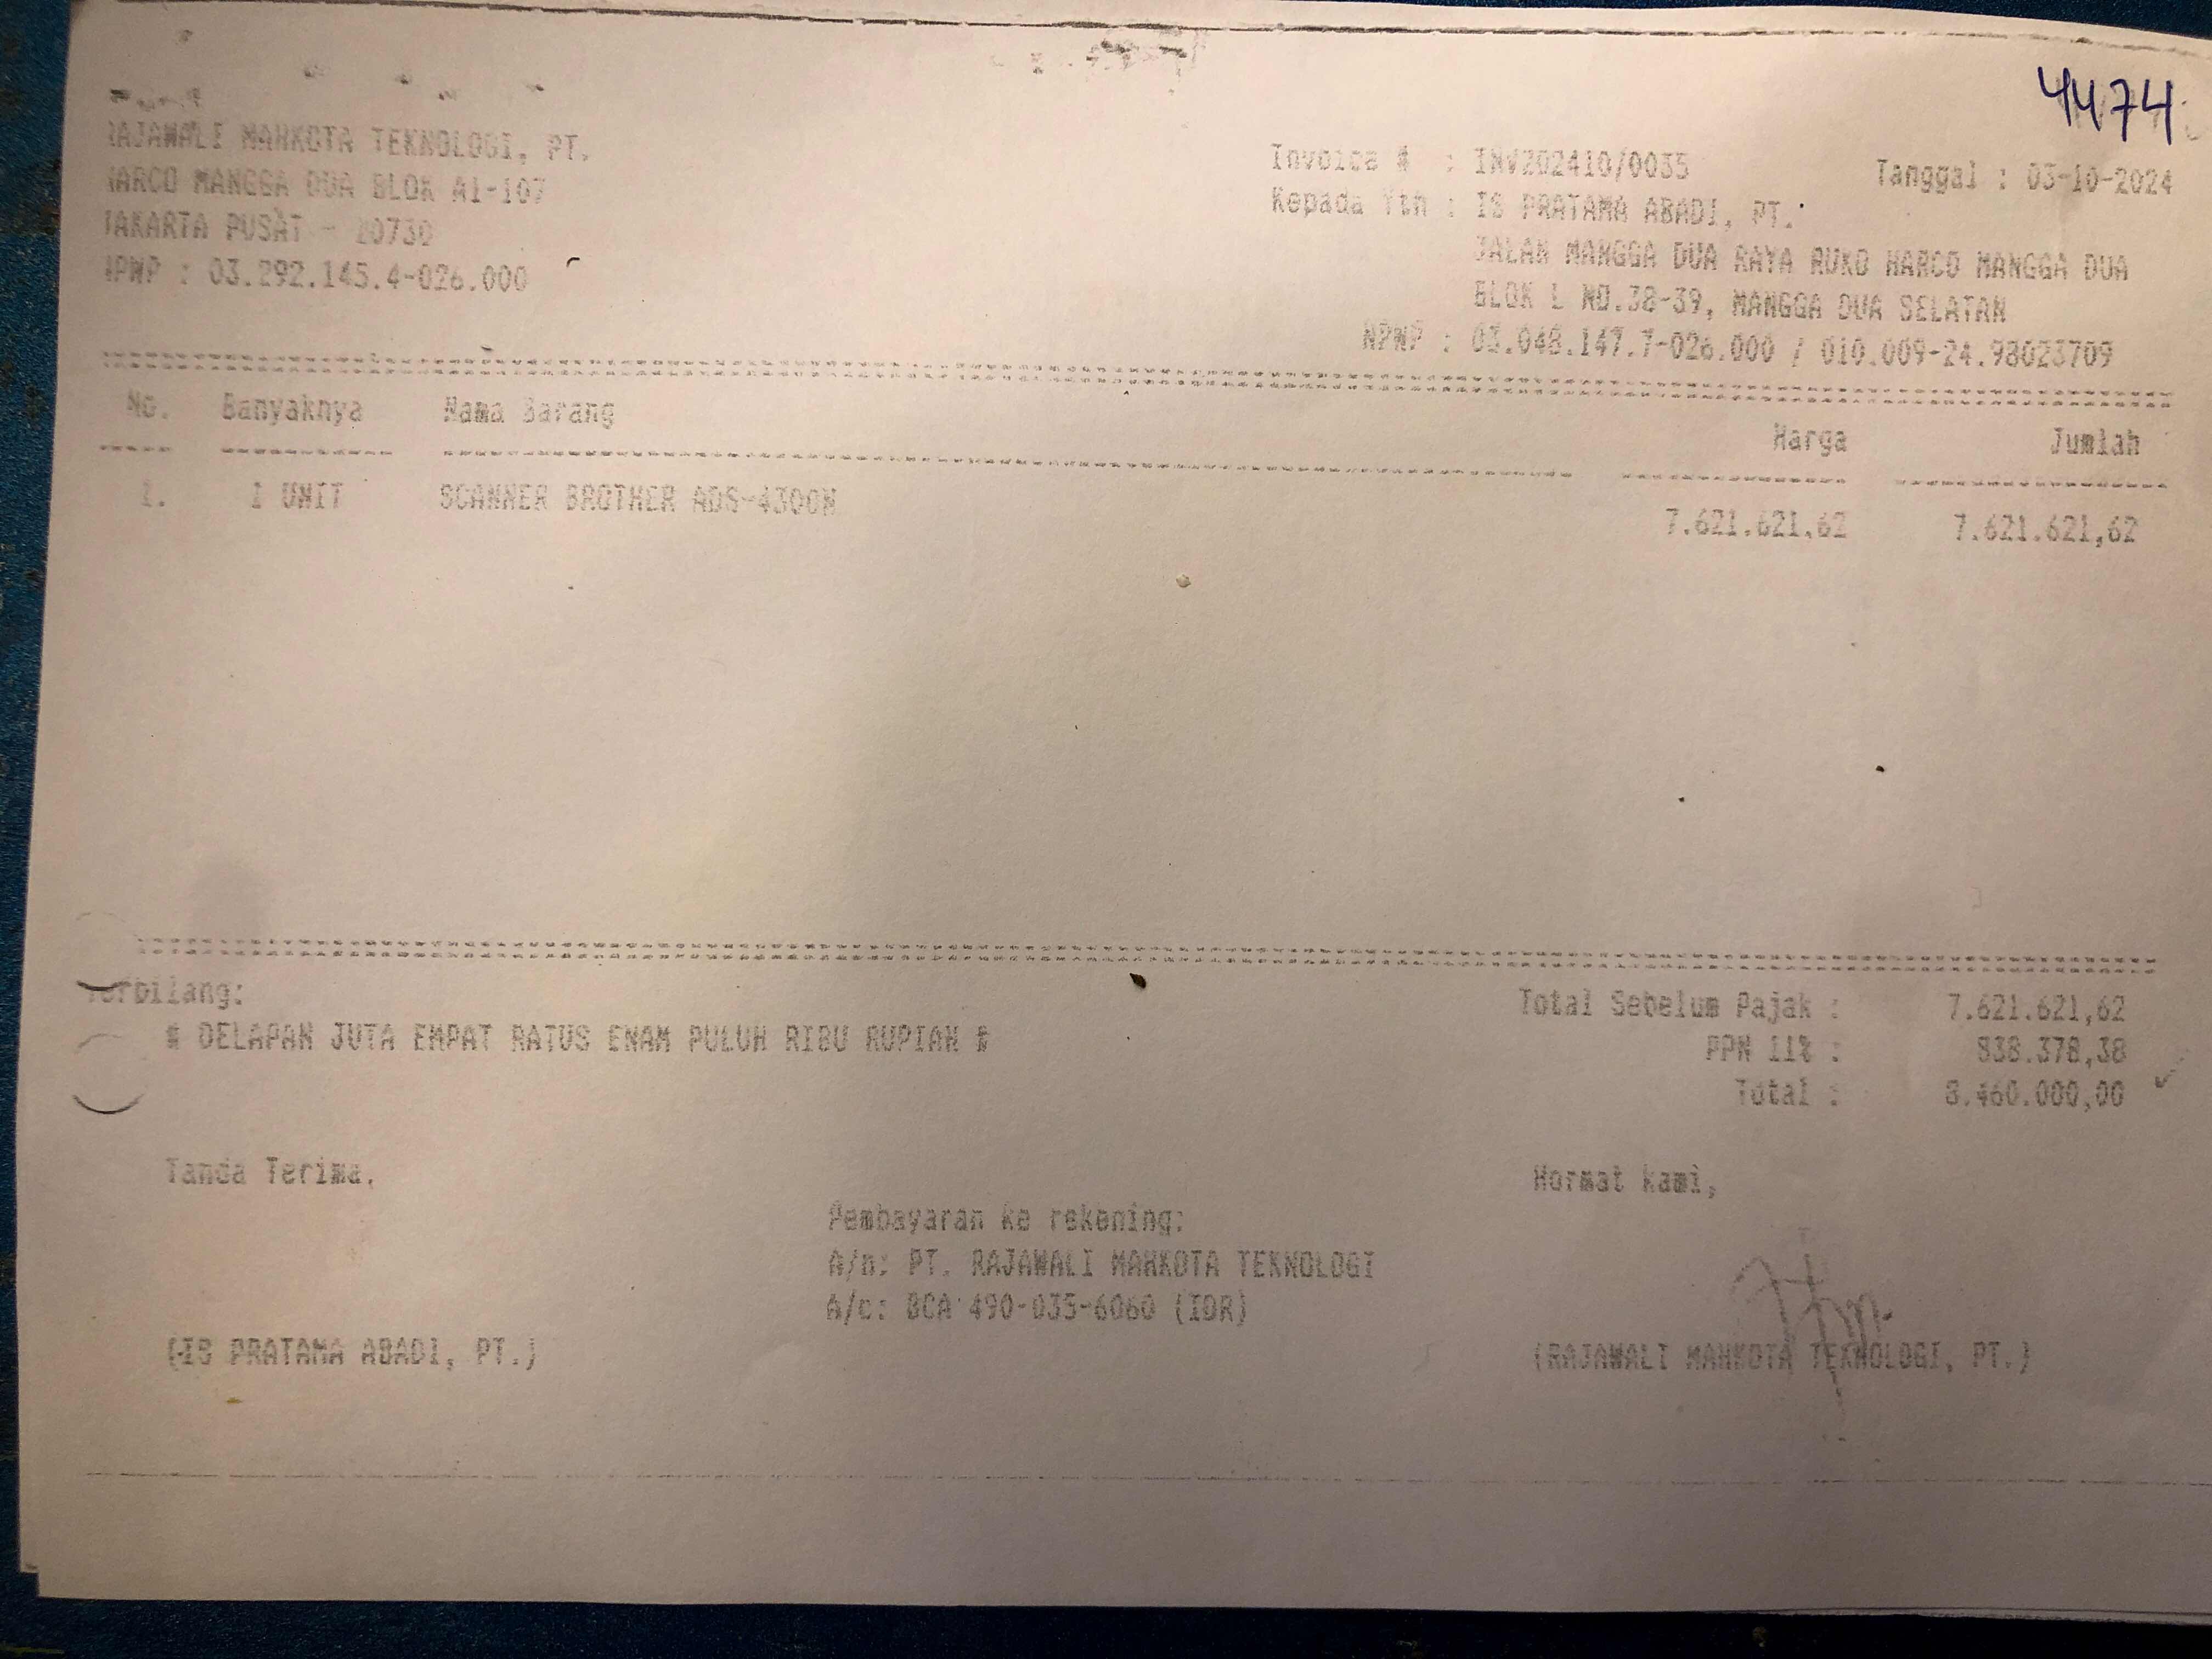 4474
RAJAWALI MAHKOTA TEKNOLOGI, PT.
HARCO MANGGA DUA BLOK A1-107
JAKARTA PUSAT - 10730
NPWP : 03.292.145.4-026.000
Invoice # : INV202410/0035 Tanggal : 03-10-2024
Kepada Yth : IS PRATAMA ABADI, PT.
JALAN MANGGA DUA RAYA RUKO HARCO MANGGA DUA
BLOK L NO.38-39, MANGGA DUA SELATAN
NPWP : 03.048.147.7-026.000 / 010.009-24.98023709
No. Banyaknya Nama Barang Harga Jumlah
1. 1 UNIT SCANNER BROTHER ADS-4300N 7.621.621,62 7.621.621,62
Terbilang:
# DELAPAN JUTA EMPAT RATUS ENAM PULUH RIBU RUPIAH #
Total Sebelum Pajak : 7.621.621,62
PPN 11% : 838.378,38
Total : 8.460.000,00
Tanda Terima,
Hormat kami,
Pembayaran ke rekening:
A/n: PT. RAJAWALI MAHKOTA TEKNOLOGI
A/c: BCA 490-035-6060 (IDR)
(IS PRATAMA ABADI, PT.)
(RAJAWALI MAHKOTA TEKNOLOGI, PT.)